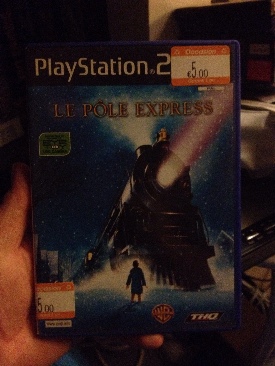 Occasion
PlayStation 2
€5.00
LE PÔLE EXPRESS
5.00
THQ